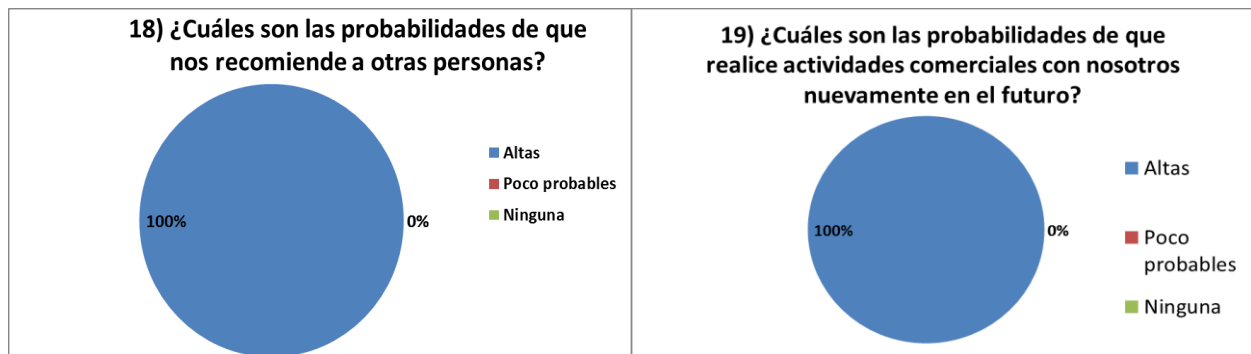 18) ¿Cuáles son las probabilidades de que
nos recomiende a otras personas?
Altas
Poco probables
Ninguna
100%
0%
19) ¿Cuáles son las probabilidades de que
realice actividades comerciales con nosotros
nuevamente en el futuro?
Altas
Poco
probables
Ninguna
100%
0%